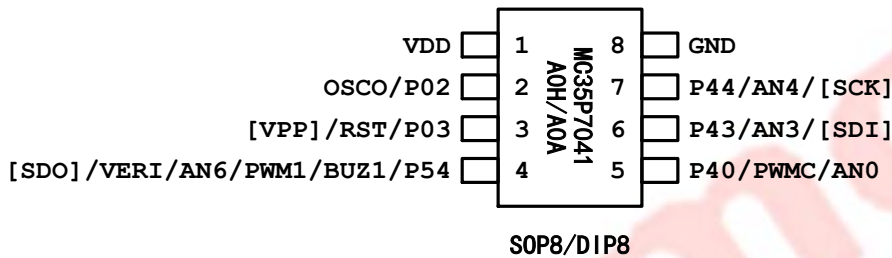 VDD 1 8 GND
OSCO/P02 2 7 P44/AN4/[SCK]
[VPP]/RST/P03 3 6 P43/AN3/[SDI]
[SDO]/VERI/AN6/PWM1/BUZ1/P54 4 5 P40/PWMC/AN0
MC35P7041
A0H/A0A
SOP8/DIP8